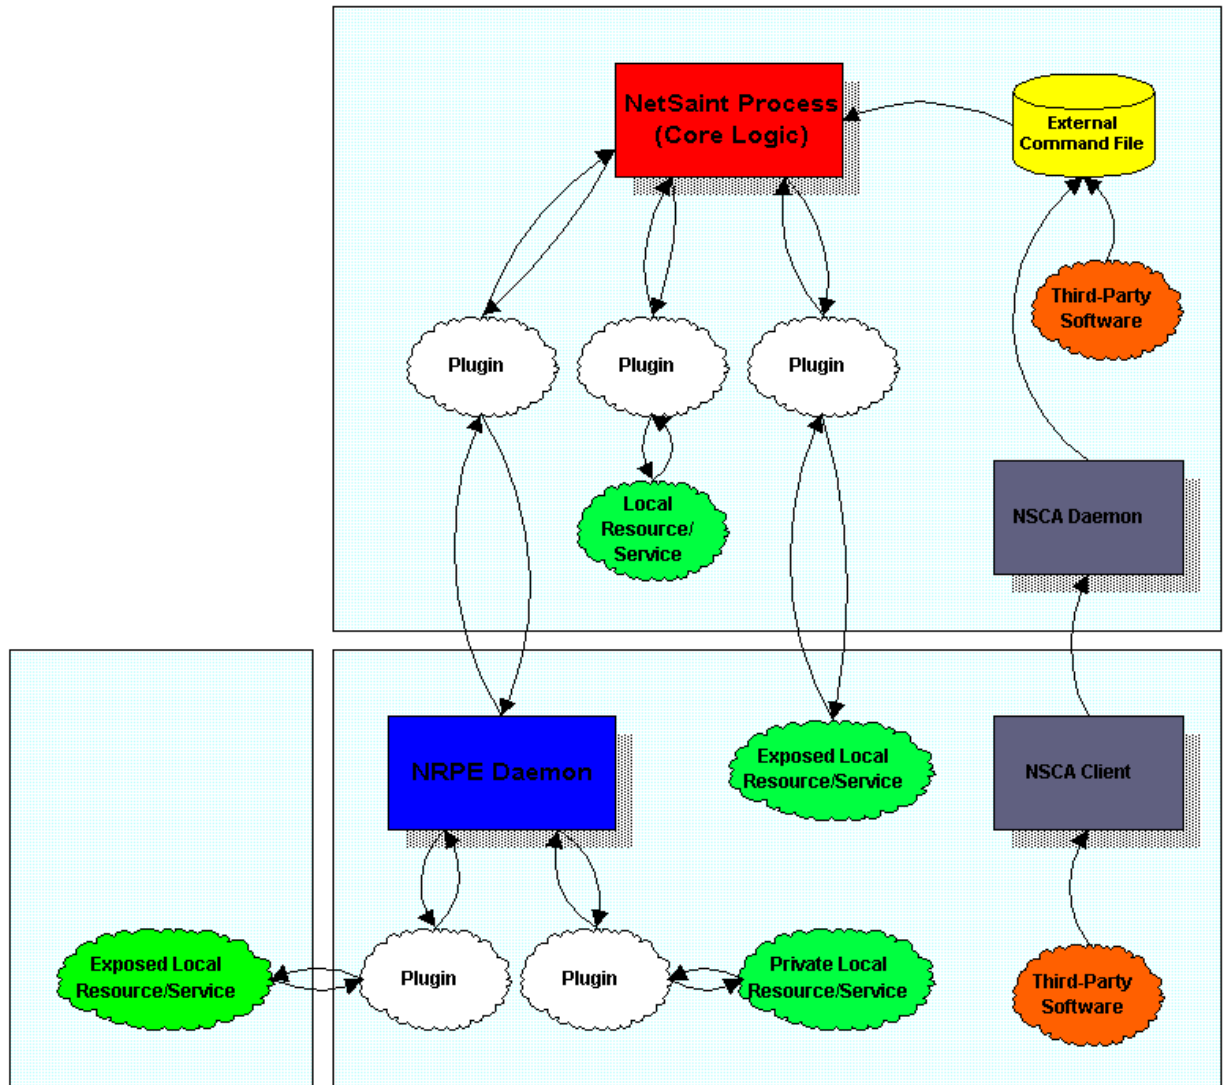 NetSaint Process
(Core Logic)
External
Command File
Third-Party
Software
Plugin
Plugin
Plugin
Local
Resource/
Service
NSCA Daemon
NRPE Daemon
Exposed Local
Resource/Service
NSCA Client
Exposed Local
Resource/Service
Plugin
Plugin
Private Local
Resource/Service
Third-Party
Software